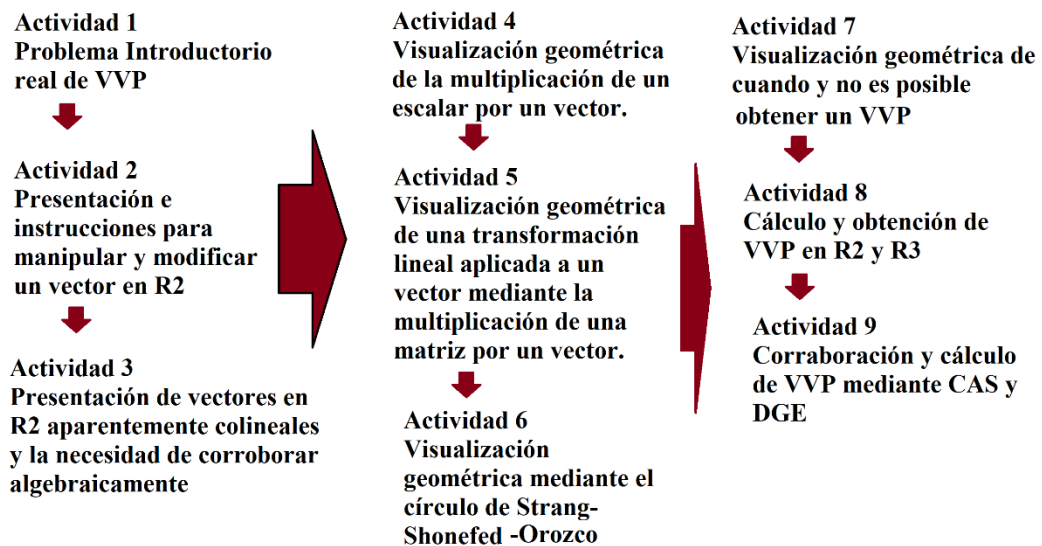 Actividad 1
Problema Introductorio
real de VVP
Actividad 2
Presentación e
instrucciones para
manipular y modificar
un vector en R2
Actividad 3
Presentación de vectores en
R2 aparentemente colineales
y la necesidad de corroborar
algebraicamente
Actividad 4
Visualización geométrica
de la multiplicación de un
escalar por un vector.
Actividad 5
Visualización geométrica
de una transformación
lineal aplicada a un
vector mediante la
multiplicación de una
matriz por un vector.
Actividad 6
Visualización
geométrica mediante el
círculo de Strang-
Shonefed -Orozco
Actividad 7
Visualización geométrica de
cuando y no es posible
obtener un VVP
Actividad 8
Cálculo y obtención de
VVP en R2 y R3
Actividad 9
Corraboración y cálculo
de VVP mediante CAS y
DGE